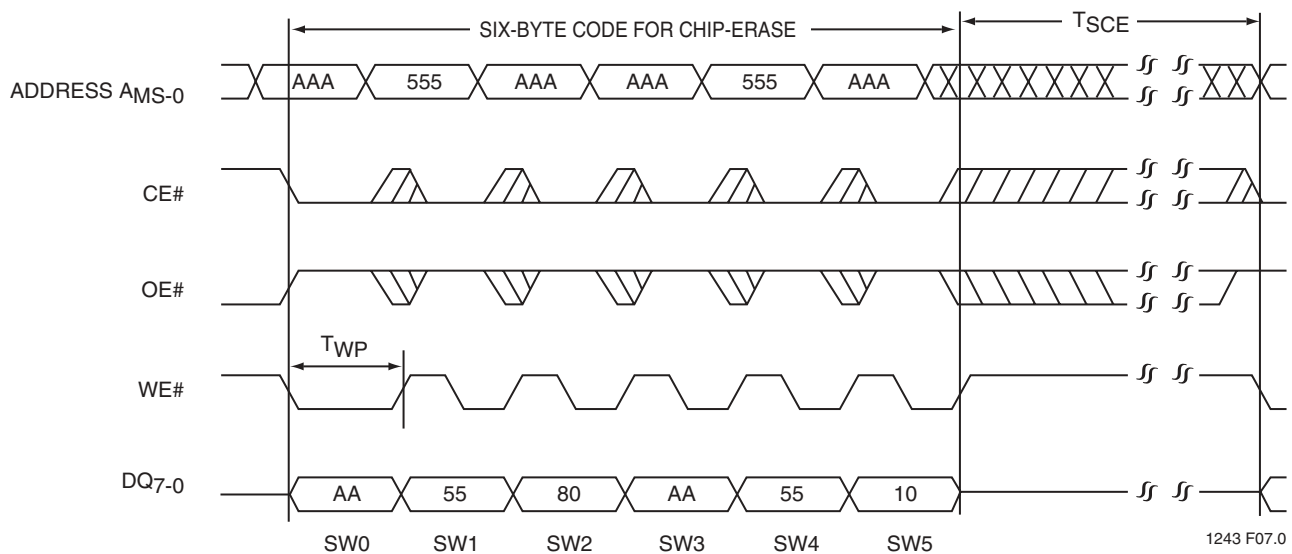 SIX-BYTE CODE FOR CHIP-ERASE
TSCE
ADDRESS AMS-0
AAA 555 AAA AAA 555 AAA
CE#
OE#
TWP
WE#
DQ7-0
AA 55 80 AA 55 10
SW0 SW1 SW2 SW3 SW4 SW5
1243 F07.0